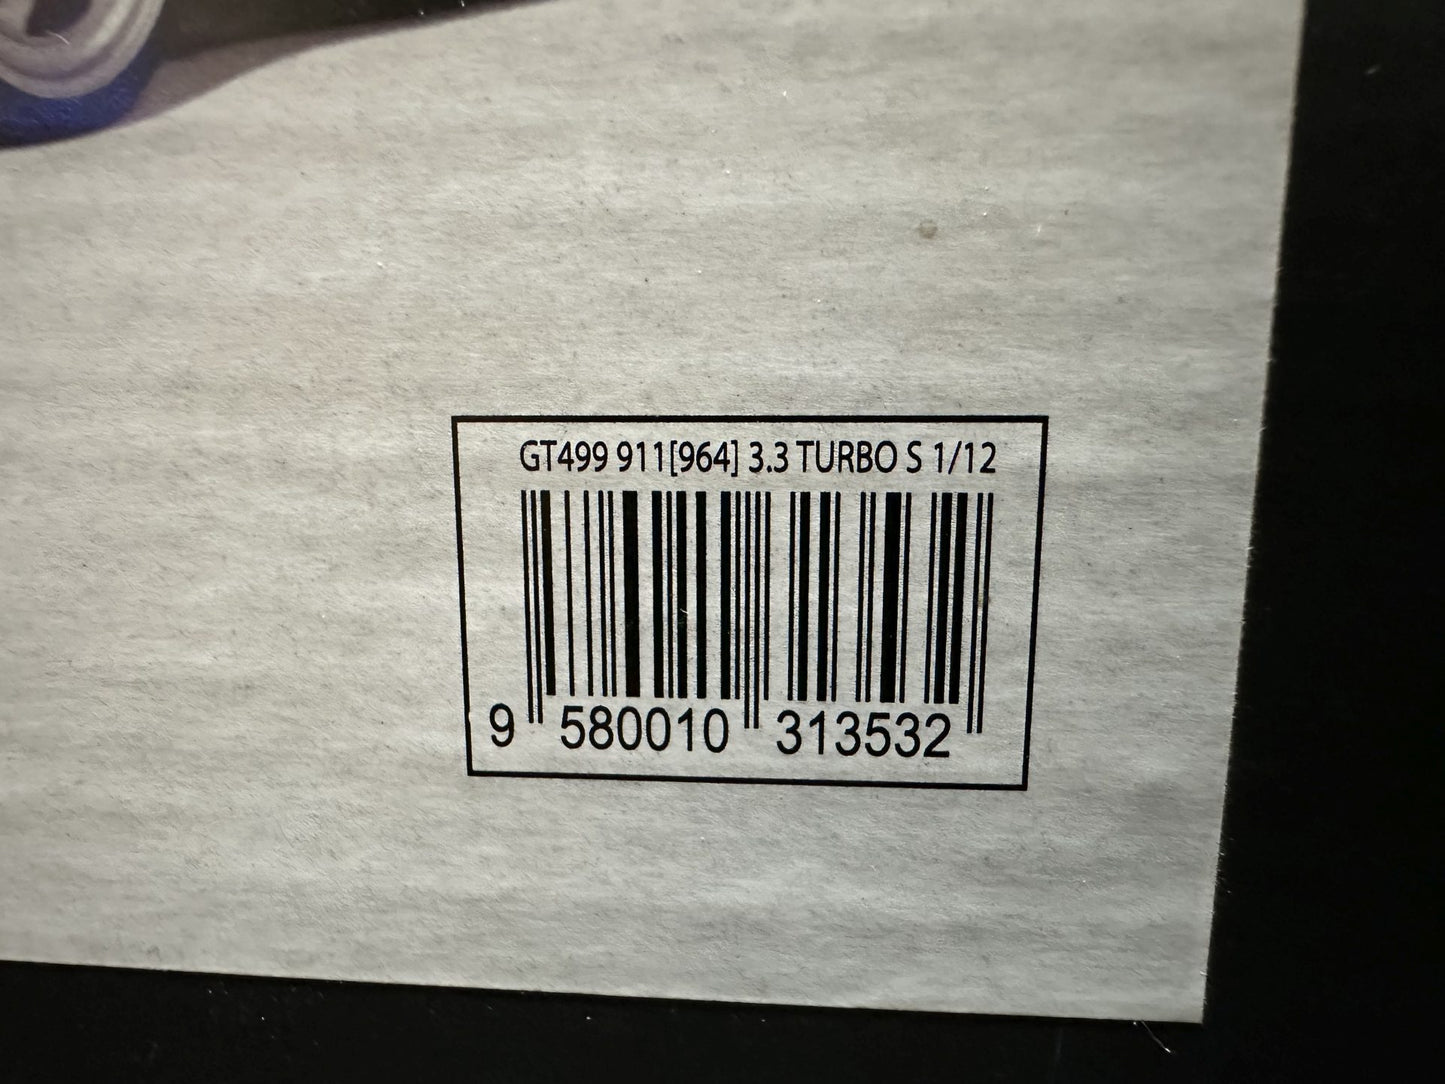 GT499 911[964] 3.3 TURBO S 1/12
9 580010 313532